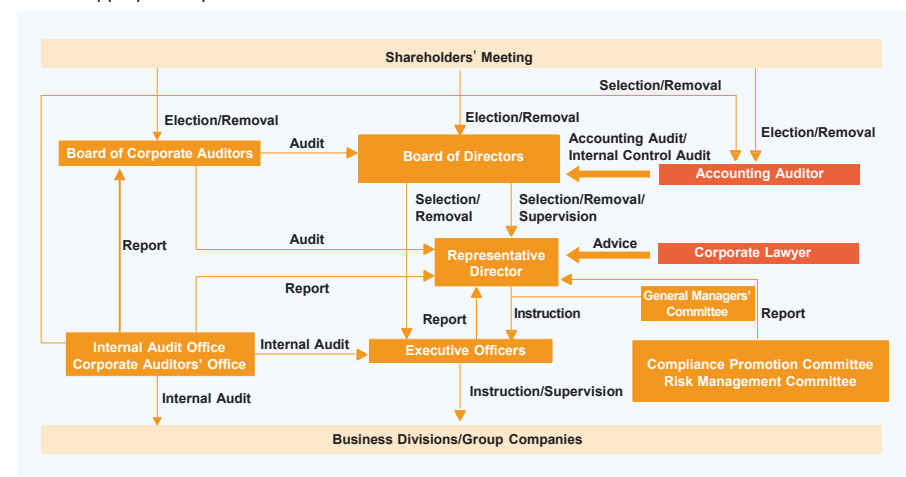 Shareholders' Meeting
Selection/Removal
Election/Removal
Election/Removal
Election/Removal
Board of Corporate Auditors
Audit
Board of Directors
Accounting Audit/
Internal Control Audit
Accounting Auditor
Selection/
Removal
Selection/Removal/
Supervision
Report
Audit
Representative
Director
Advice
Corporate Lawyer
Report
Report
Instruction
General Managers'
Committee
Report
Internal Audit Office
Corporate Auditors' Office
Internal Audit
Executive Officers
Compliance Promotion Committee
Risk Management Committee
Internal Audit
Instruction/Supervision
Business Divisions/Group Companies